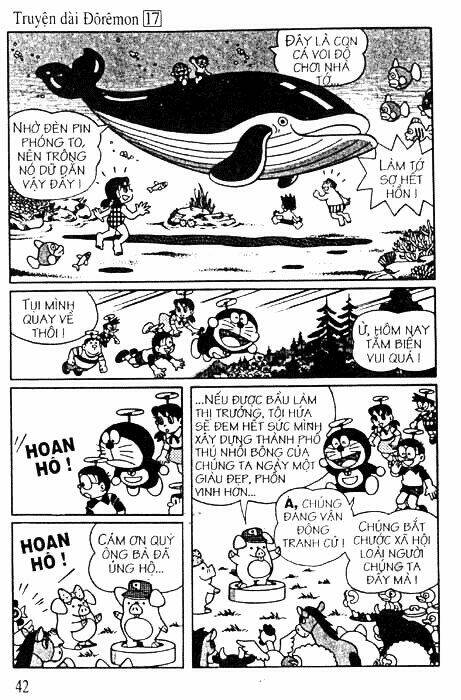 Truyện dài Đôrêmon 17
ĐÂY LÀ CON
CÁ VOI ĐỒ
CHƠI NHÀ
TỚ...
NHỜ ĐÈN PIN
PHÓNG TO,
NÊN TRÔNG
NÓ DỮ DẰN
VẬY ĐẤY !
LÀM TỚ
SỢ HẾT
HỒN !
TỤI MÌNH
QUAY VỀ
THÔI !
Ừ, HÔM NAY
TẮM BIỂN
VUI QUÁ !
HOAN
HÔ !
...NẾU ĐƯỢC BẦU LÀM
THỊ TRƯỞNG, TÔI HỨA
SẼ ĐEM HẾT SỨC MÌNH
XÂY DỰNG THÀNH PHỐ
THÚ NHỒI BÔNG CỦA
CHÚNG TA NGÀY MỘT
GIÀU ĐẸP, PHỒN
VINH HƠN...
À, CHÚNG
ĐANG VẬN
ĐỘNG
TRANH CỬ !
CHÚNG BẮT
CHƯỚC XÃ HỘI
LOÀI NGƯỜI
CHÚNG TA
ĐÂY MÀ !
HOAN
HÔ !
CẢM ƠN QUÝ
ÔNG BÀ ĐÃ
ỦNG HỘ...
42